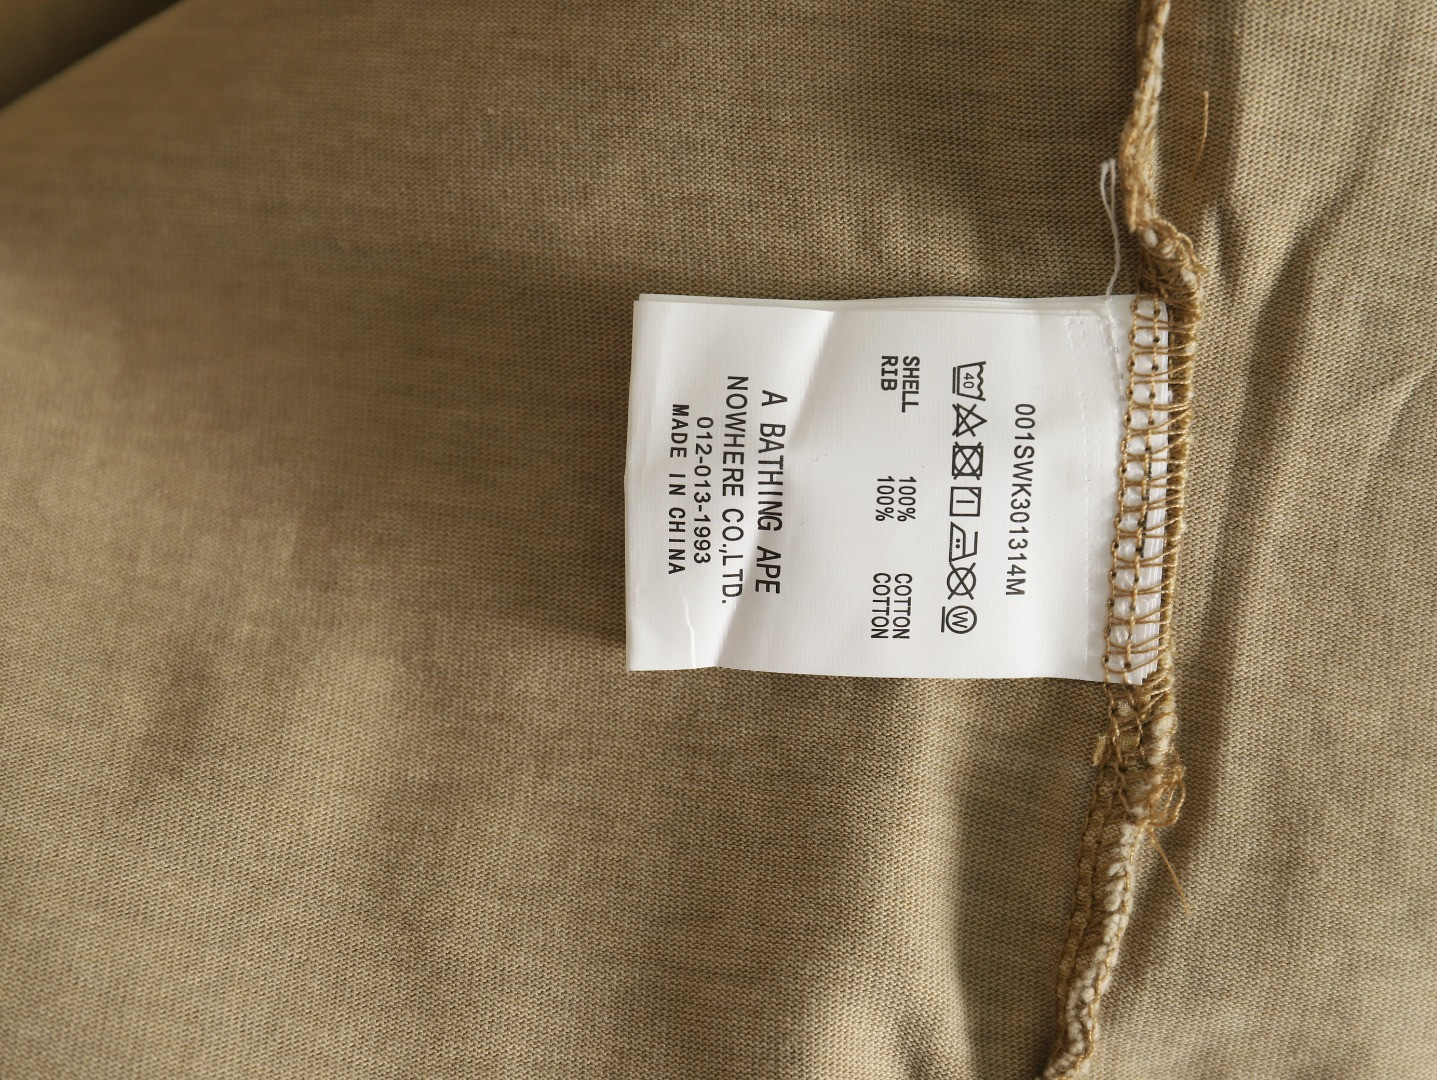 001SWK301314M
40 W
SHELL 100% COTTON
RIB 100% COTTON
A BATHING APE
NOWHERE CO.,LTD.
012-013-1993
MADE IN CHINA